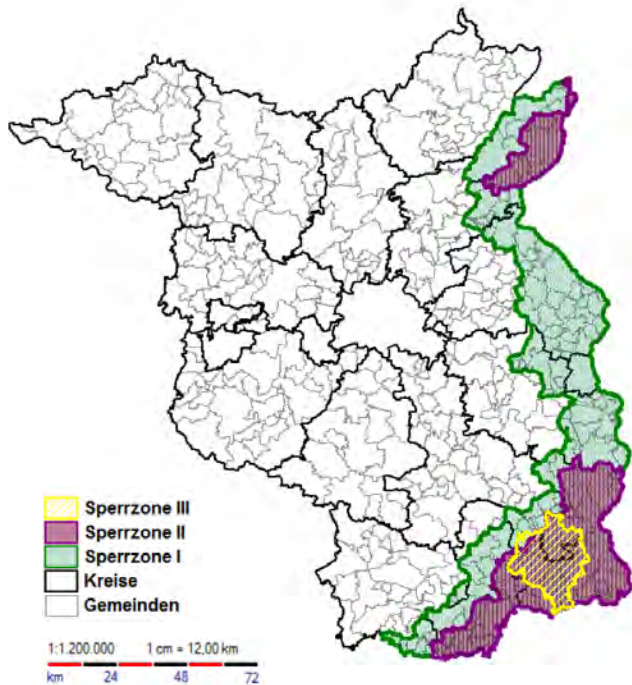 Sperrzone III
Sperrzone II
Sperrzone I
Kreise
Gemeinden
1:1.200.000 1 cm = 12,00 km
km 24 48 72